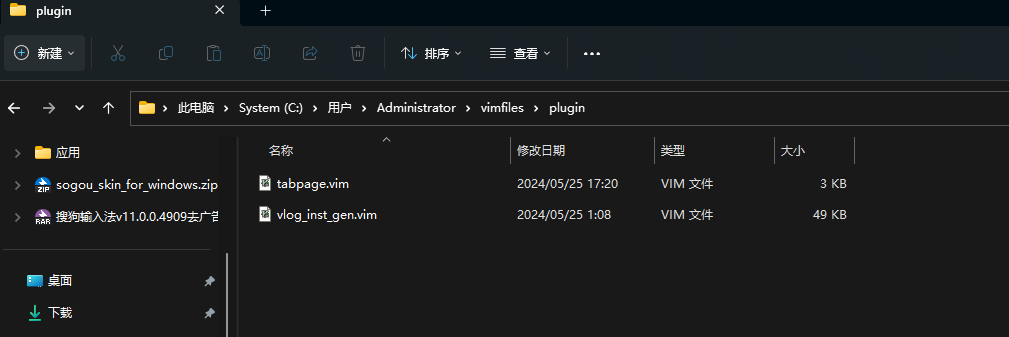 plugin
新建
排序
查看
此电脑 System (C:) 用户 Administrator vimfiles plugin
名称 修改日期 类型 大小
应用
tabpage.vim 2024/05/25 17:20 VIM 文件 3 KB
ZIP sogou_skin_for_windows.zip
vlog_inst_gen.vim 2024/05/25 1:08 VIM 文件 49 KB
RAR 搜狗输入法v11.0.0.4909去广告
桌面
下载